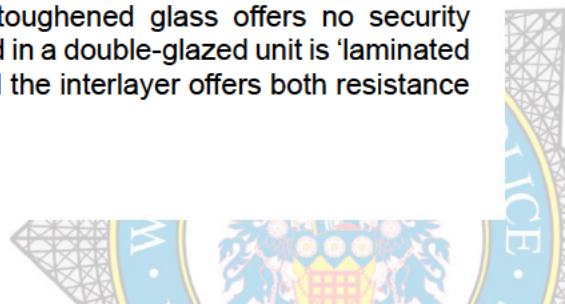 toughened glass offers no security
in a double-glazed unit is ‘laminated
the interlayer offers both resistance